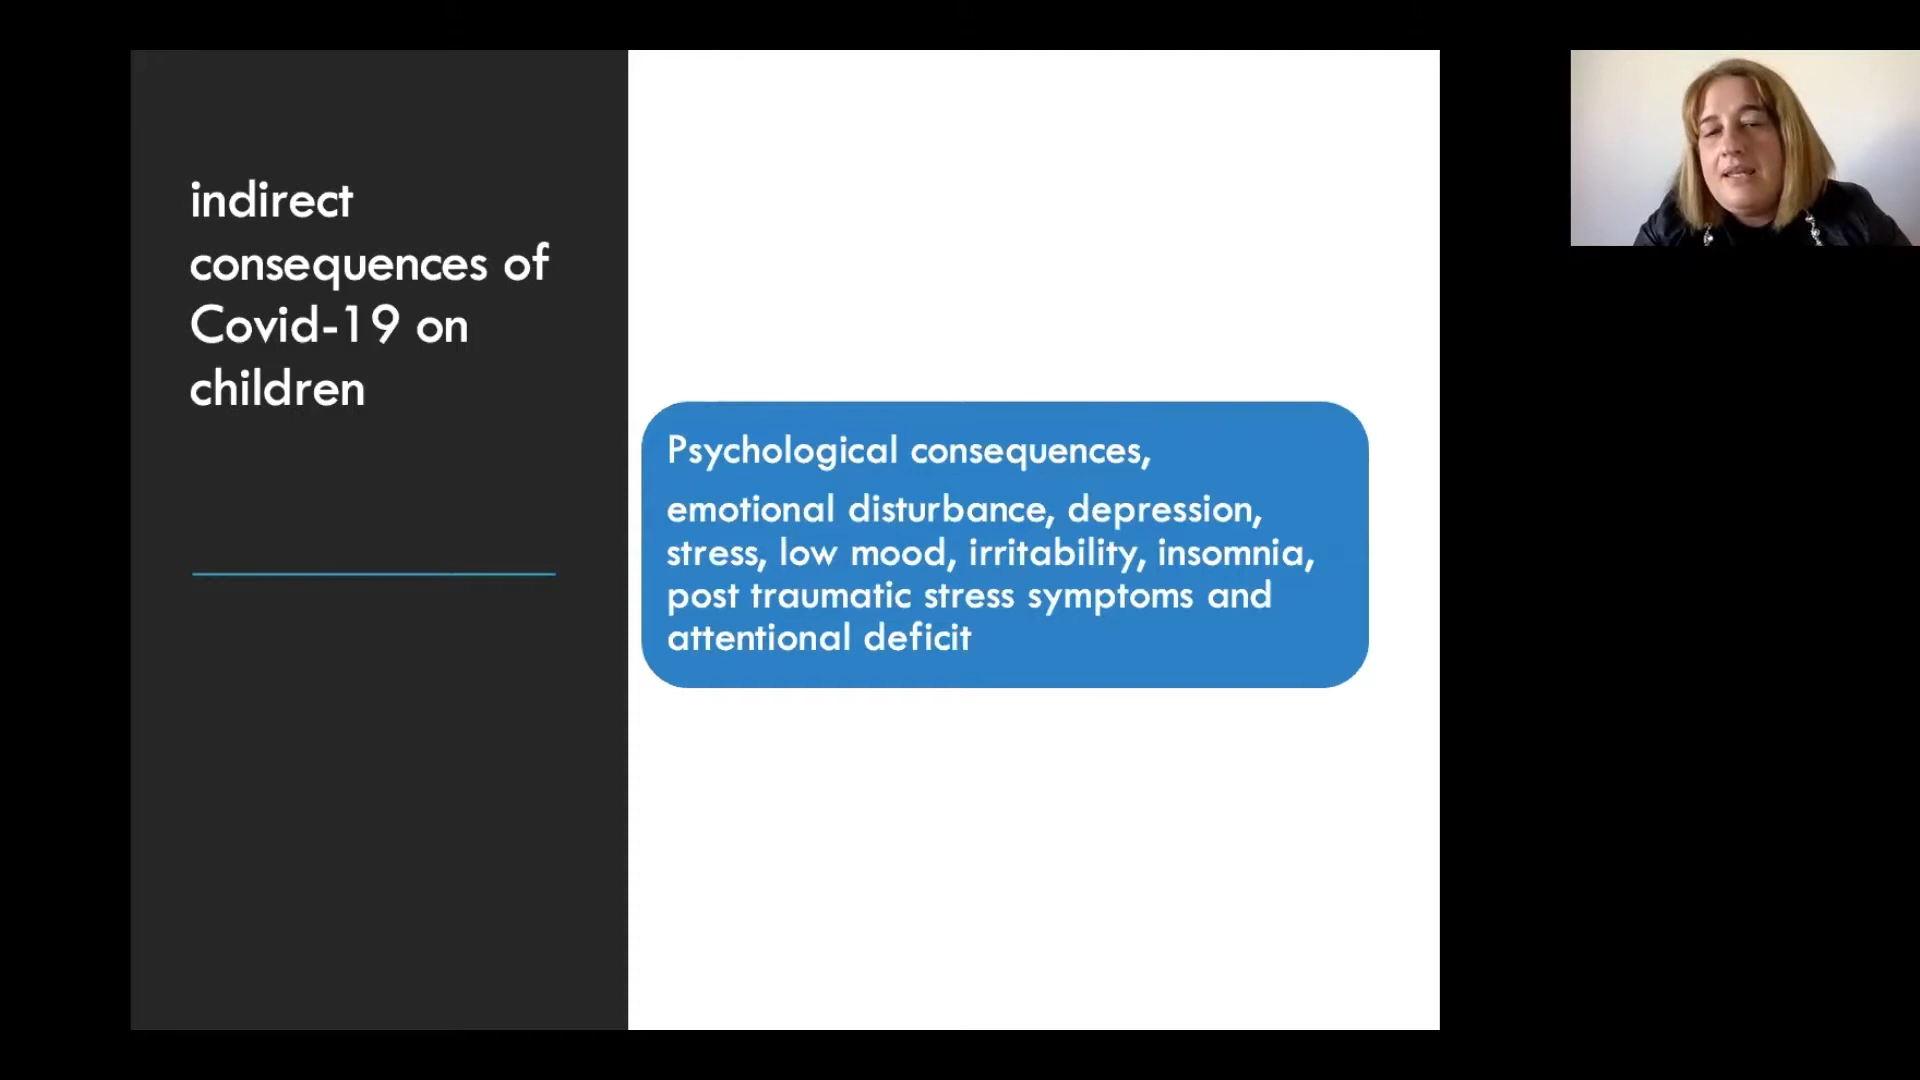 indirect
consequences of
Covid-19 on
children
Psychological consequences,
emotional disturbance, depression,
stress, low mood, irritability, insomnia,
post traumatic stress symptoms and
attentional deficit